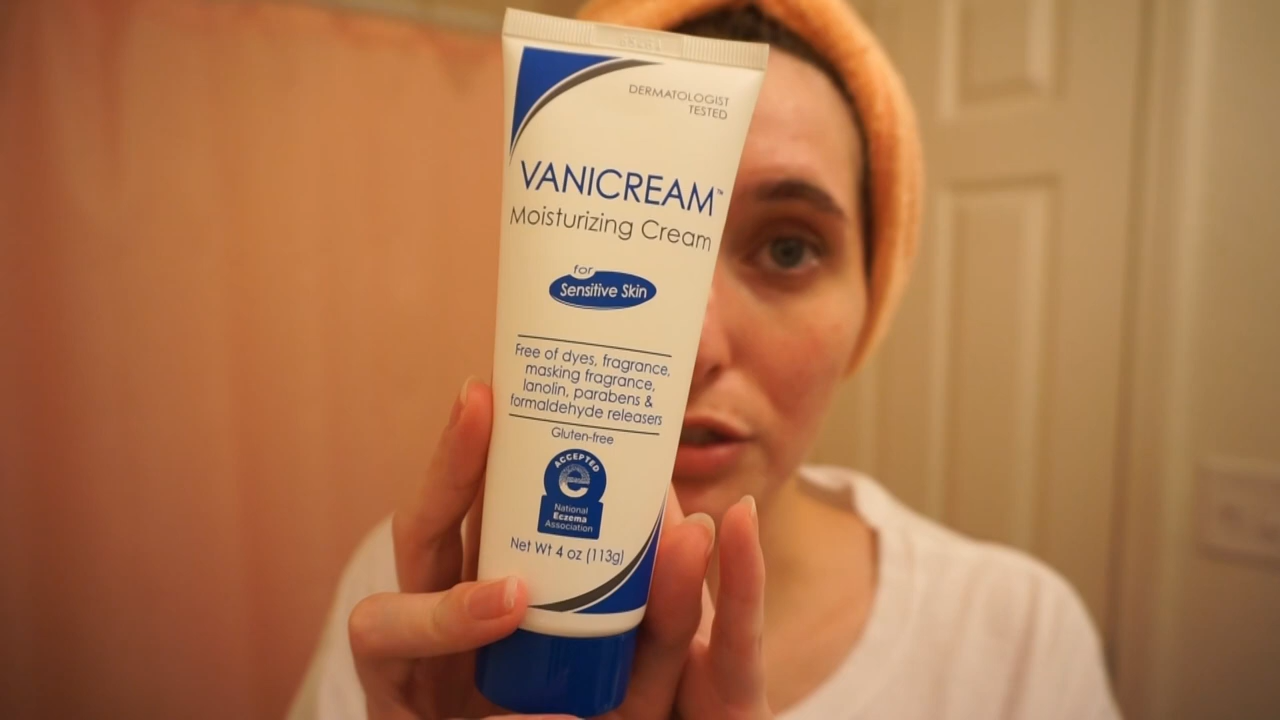 DERMATOLOGIST
TESTED
VANICREAM™
Moisturizing Cream
for
Sensitive Skin
Free of dyes, fragrance,
masking fragrance,
lanolin, parabens &
formaldehyde releasers
Gluten-free
ACCEPTED
National
Eczema
Association
Net Wt 4 oz (113g)